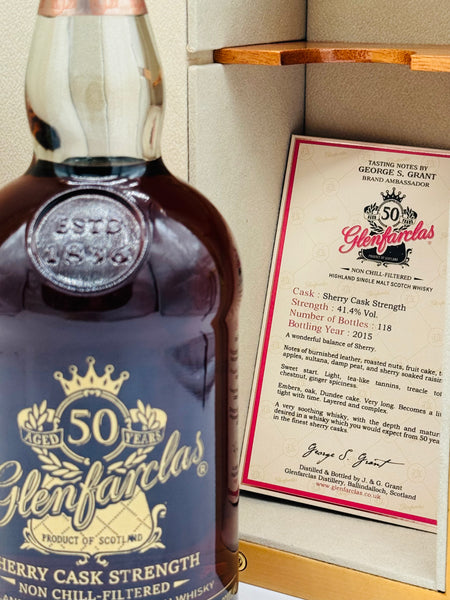 ESTD
1836
AGED 50 YEARS
Glenfarclas®
PRODUCT OF SCOTLAND
SHERRY CASK STRENGTH
NON CHILL-FILTERED
WHISKY
TASTING NOTES BY
GEORGE S. GRANT
BRAND AMBASSADOR
50
Glenfarclas®
PRODUCT OF SCOTLAND
NON CHILL-FILTERED
HIGHLAND SINGLE MALT SCOTCH WHISKY
Cask : Sherry Cask Strength
Strength : 41.4% Vol.
Number of Bottles : 118
Bottling Year : 2015
A wonderful balance of Sherry.
Notes of burnished leather, roasted nuts, fruit cake,
apples, sultana, damp peat, and sherry soaked
Sweet start. Light, tea-like tannins, treacle
chestnut, ginger spiciness.
Embers, oak, Dundee cake. Very long. Becomes a
tight with time. Layered and complex.
A very soothing whisky, with the depth and
desired in a whisky which you would expect from 50
in the finest sherry casks.
George S. Grant
Distilled & Bottled by J. & G. Grant
Glenfarclas Distillery, Ballindalloch, Scotland
www.glenfarclas.co.uk